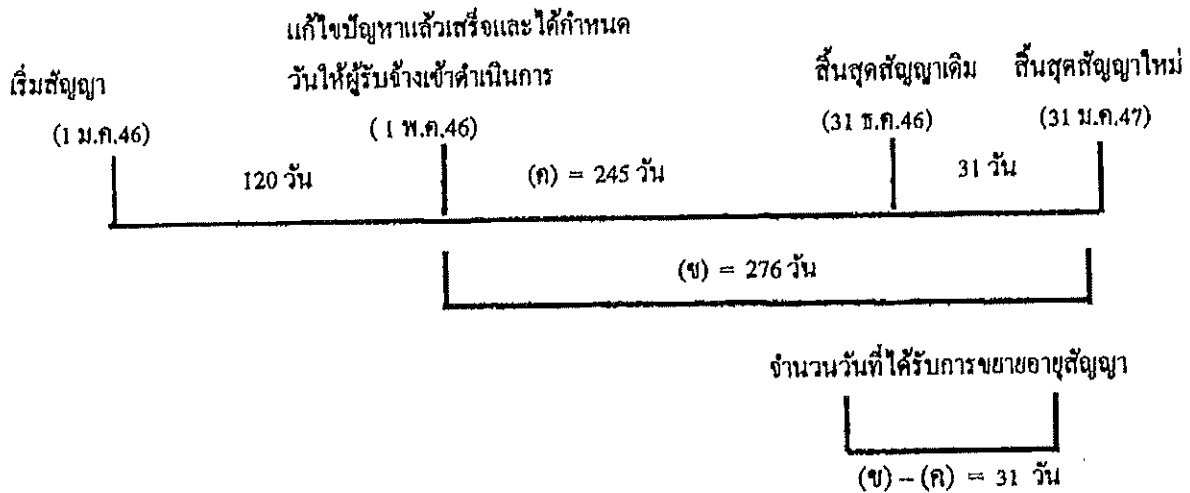 แก้ไขปัญหาแล้วเสร็จและได้กำหนด
วันให้ผู้รับจ้างเข้าดำเนินการ
เริ่มสัญญา
สิ้นสุดสัญญาเดิม
สิ้นสุดสัญญาใหม่
(1 ม.ค.46)
( 1 พ.ค.46)
(31 ธ.ค.46)
(31 ม.ค.47)
120 วัน
(ค) = 245 วัน
31 วัน
(ข) = 276 วัน
จำนวนวันที่ได้รับการขยายอายุสัญญา
(ข) – (ค) = 31 วัน